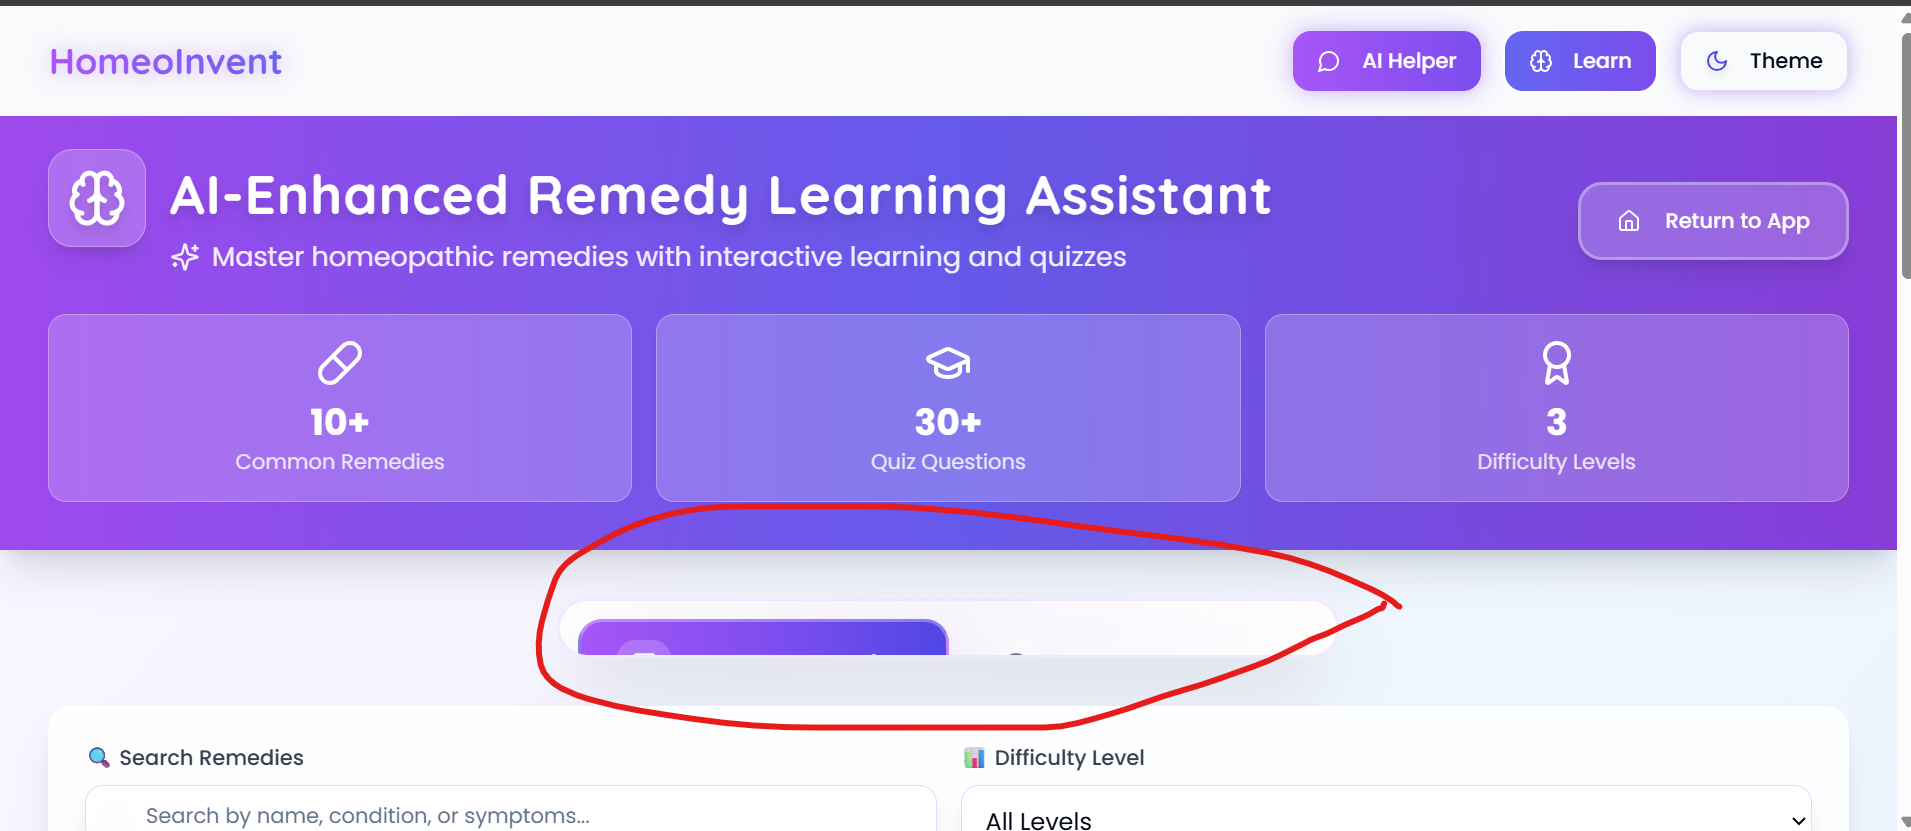 HomeoInvent
AI Helper
Learn
Theme
AI-Enhanced Remedy Learning Assistant
Master homeopathic remedies with interactive learning and quizzes
Return to App
10+
Common Remedies
30+
Quiz Questions
3
Difficulty Levels
Search Remedies
Difficulty Level
Search by name, condition, or symptoms...
All Levels